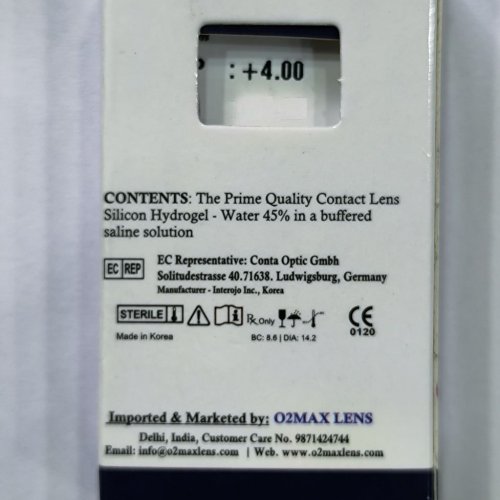 : +4.00
CONTENTS: The Prime Quality Contact Lens
Silicon Hydrogel - Water 45% in a buffered
saline solution
EC REP
EC Representative: Conta Optic Gmbh
Solitudestrasse 40.71638. Ludwigsburg, Germany
Manufacturer - Interojo Inc., Korea
STERILE
Rx Only
CE
0120
Made in Korea
BC: 8.6 | DIA: 14.2
Imported & Marketed by: O2MAX LENS
Delhi, India, Customer Care No. 9871424744
Email: info@o2maxlens.com | Web. www.o2maxlens.com